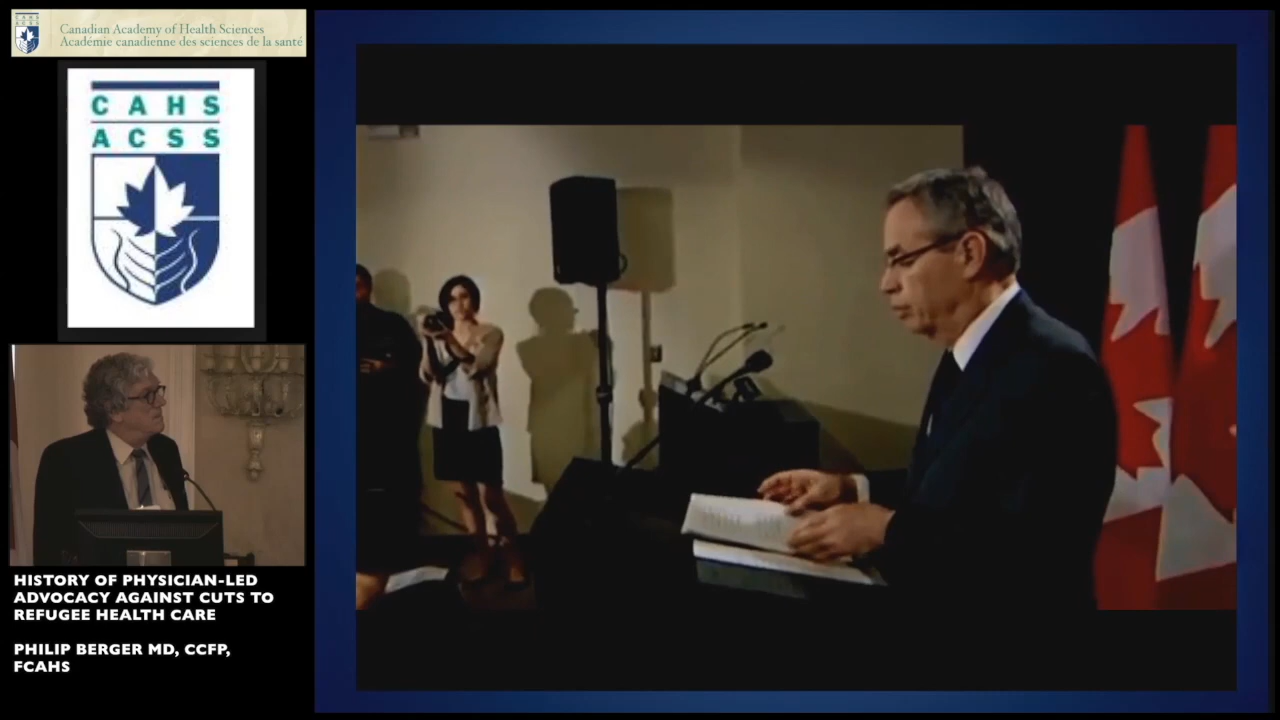 Canadian Academy of Health Sciences
Académie canadienne des sciences de la santé
CAHS
ACSS
HISTORY OF PHYSICIAN-LED
ADVOCACY AGAINST CUTS TO
REFUGEE HEALTH CARE
PHILIP BERGER MD, CCFP,
FCAHS